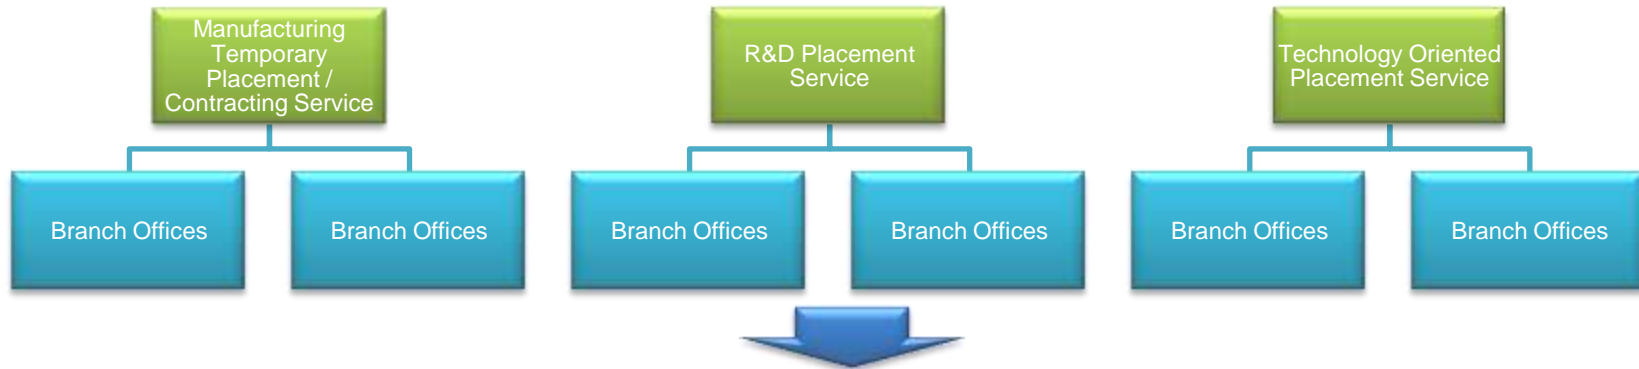 Manufacturing
Temporary
Placement /
Contracting Service
R&D Placement
Service
Technology Oriented
Placement Service
Branch Offices
Branch Offices
Branch Offices
Branch Offices
Branch Offices
Branch Offices